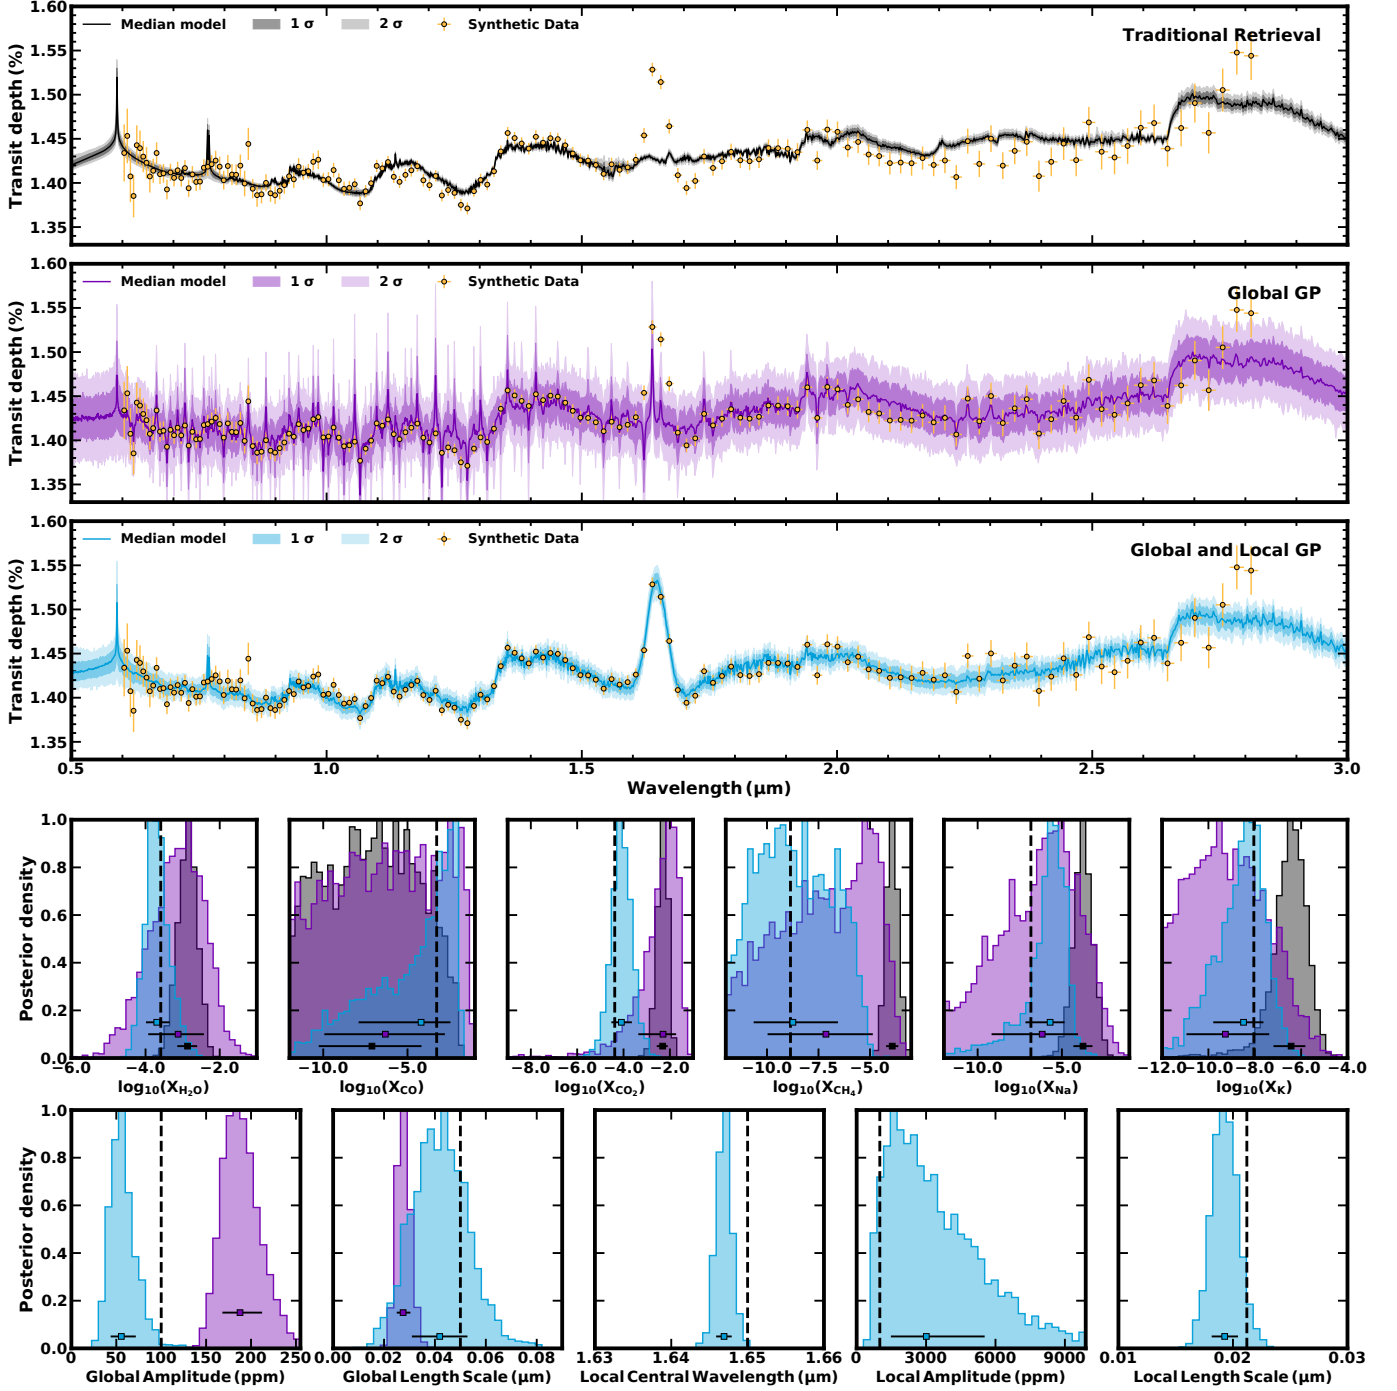 1.60
Median model 1 σ 2 σ Synthetic Data
Traditional Retrieval
1.55
1.50
1.45
1.40
1.35
Transit depth (%)
1.60
Median model 1 σ 2 σ Synthetic Data
Global GP
1.55
1.50
1.45
1.40
1.35
Transit depth (%)
1.60
Median model 1 σ 2 σ Synthetic Data
Global and Local GP
1.55
1.50
1.45
1.40
1.35
Transit depth (%)
0.5 1.0 1.5 2.0 2.5 3.0
Wavelength (μm)
1.0
0.8
0.6
0.4
0.2
0.0
Posterior density
−6.0 −4.0 −2.0
log₁₀(X_H₂O)
−10.0 −5.0
log₁₀(X_CO)
−6.0 −4.0 −2.0
log₁₀(X_CO₂)
−10.0 −7.5 −5.0
log₁₀(X_CH₄)
−10.0 −5.0
log₁₀(X_Na)
−12.0 −10.0 −8.0 −6.0 −4.0
log₁₀(X_K)
1.0
0.8
0.6
0.4
0.2
0.0
Posterior density
0 50 100 150 200 250
Global Amplitude (ppm)
0.00 0.02 0.04 0.06 0.08
Global Length Scale (μm)
1.63 1.64 1.65 1.66
Local Central Wavelength (μm)
0 3000 6000 9000
Local Amplitude (ppm)
0.01 0.02 0.03
Local Length Scale (μm)